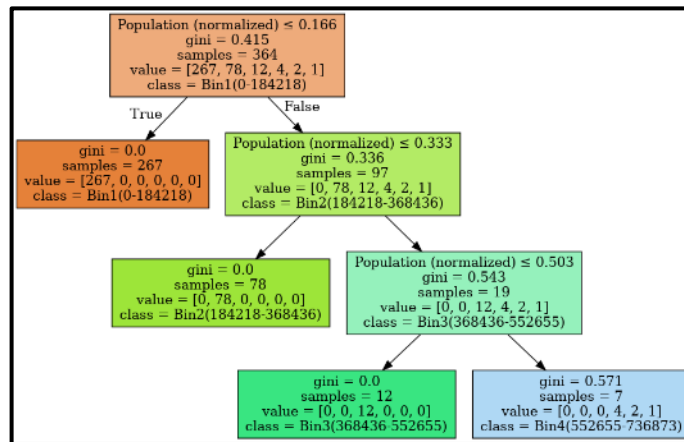 Population (normalized) ≤ 0.166
gini = 0.415
samples = 364
value = [267, 78, 12, 4, 2, 1]
class = Bin1(0-184218)
True
False
gini = 0.0
samples = 267
value = [267, 0, 0, 0, 0, 0]
class = Bin1(0-184218)
Population (normalized) ≤ 0.333
gini = 0.336
samples = 97
value = [0, 78, 12, 4, 2, 1]
class = Bin2(184218-368436)
gini = 0.0
samples = 78
value = [0, 78, 0, 0, 0, 0]
class = Bin2(184218-368436)
Population (normalized) ≤ 0.503
gini = 0.543
samples = 19
value = [0, 0, 12, 4, 2, 1]
class = Bin3(368436-552655)
gini = 0.0
samples = 12
value = [0, 0, 12, 0, 0, 0]
class = Bin3(368436-552655)
gini = 0.571
samples = 7
value = [0, 0, 0, 4, 2, 1]
class = Bin4(552655-736873)